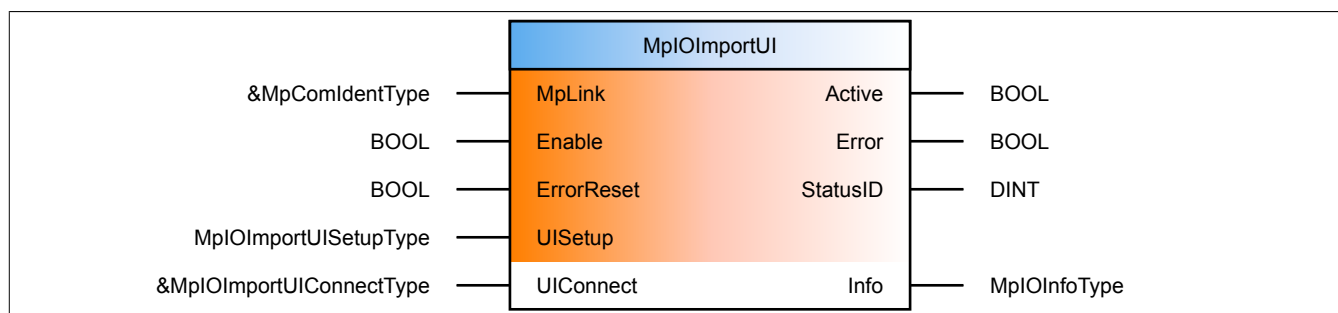 MpIOImportUI
&MpComIdentType MpLink Active BOOL
BOOL Enable Error BOOL
BOOL ErrorReset StatusID DINT
MpIOImportUISetupType UISetup
&MpIOImportUIConnectType UIConnect Info MpIOInfoType